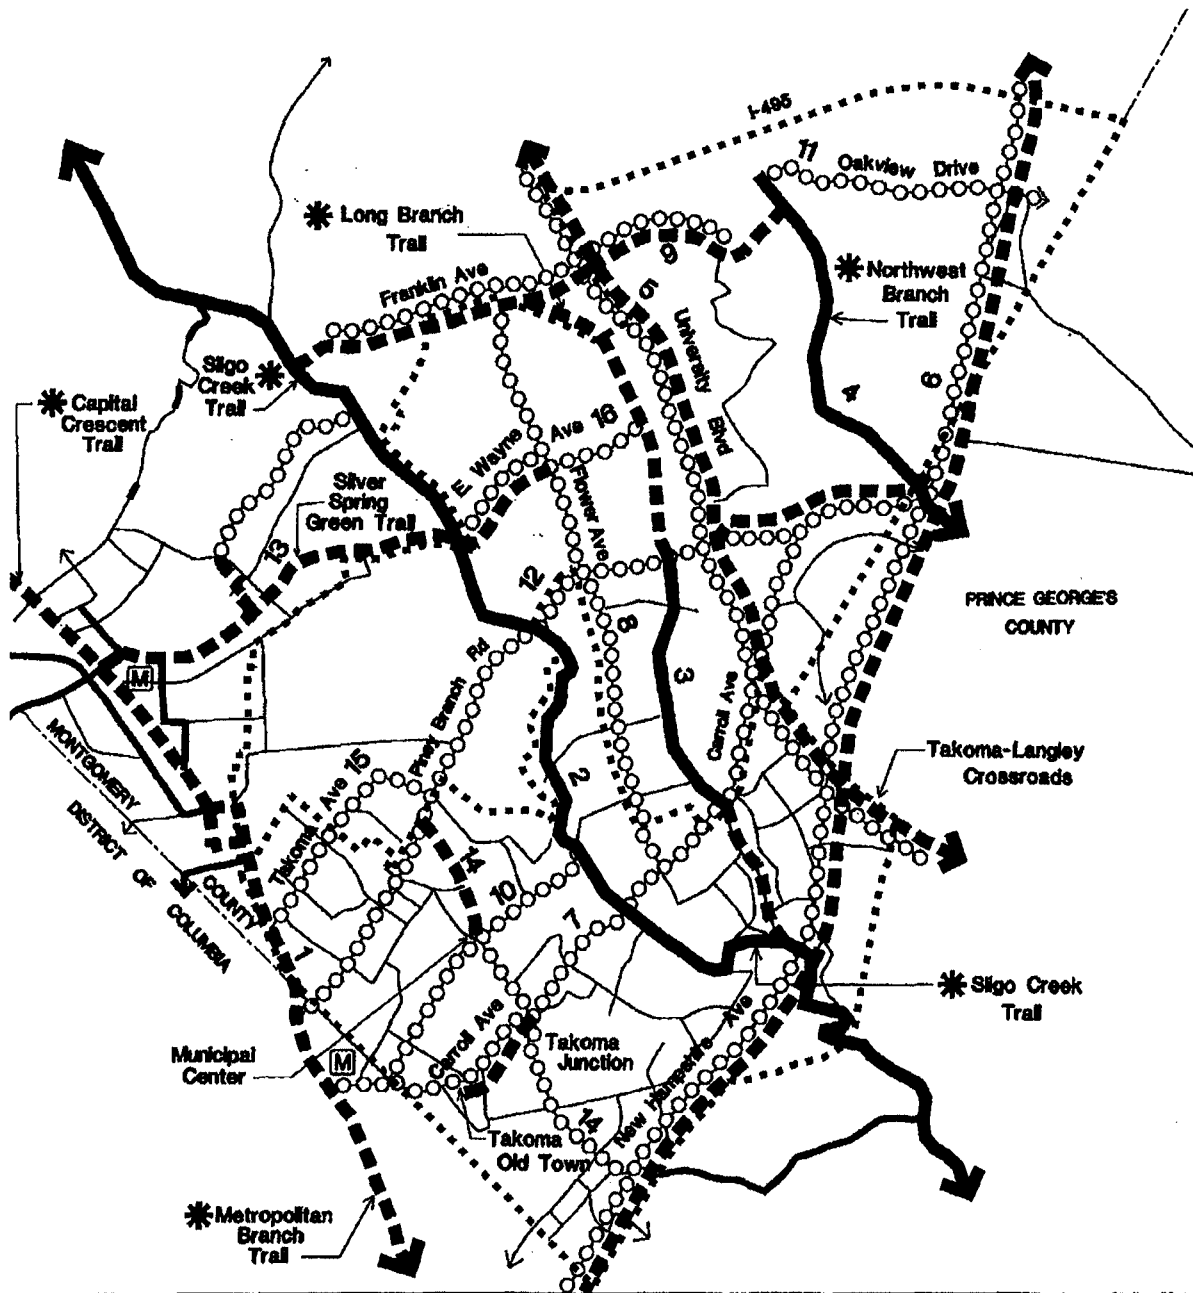 I-495
11
Oakview Drive
Long Branch
Trail
9
Franklin Ave
Northwest
Branch
Trail
5
University
Blvd
Sligo
Creek
Trail
Capital
Crescent
Trail
6
4
E. Wayne
Ave
16
Silver
Spring
Green Trail
Flower Ave
13
12
PRINCE GEORGE'S
COUNTY
8
M
Piney Branch
Rd
3
Carroll Ave
MONTGOMERY
COUNTY
DISTRICT OF
COLUMBIA
Takoma Ave
15
2
Takoma-Langley
Crossroads
14
10
7
1
Sligo Creek
Trail
Municipal
Center
M
Carroll Ave
Takoma
Junction
New Hampshire Ave
14
Takoma
Old Town
Metropolitan
Branch
Trail